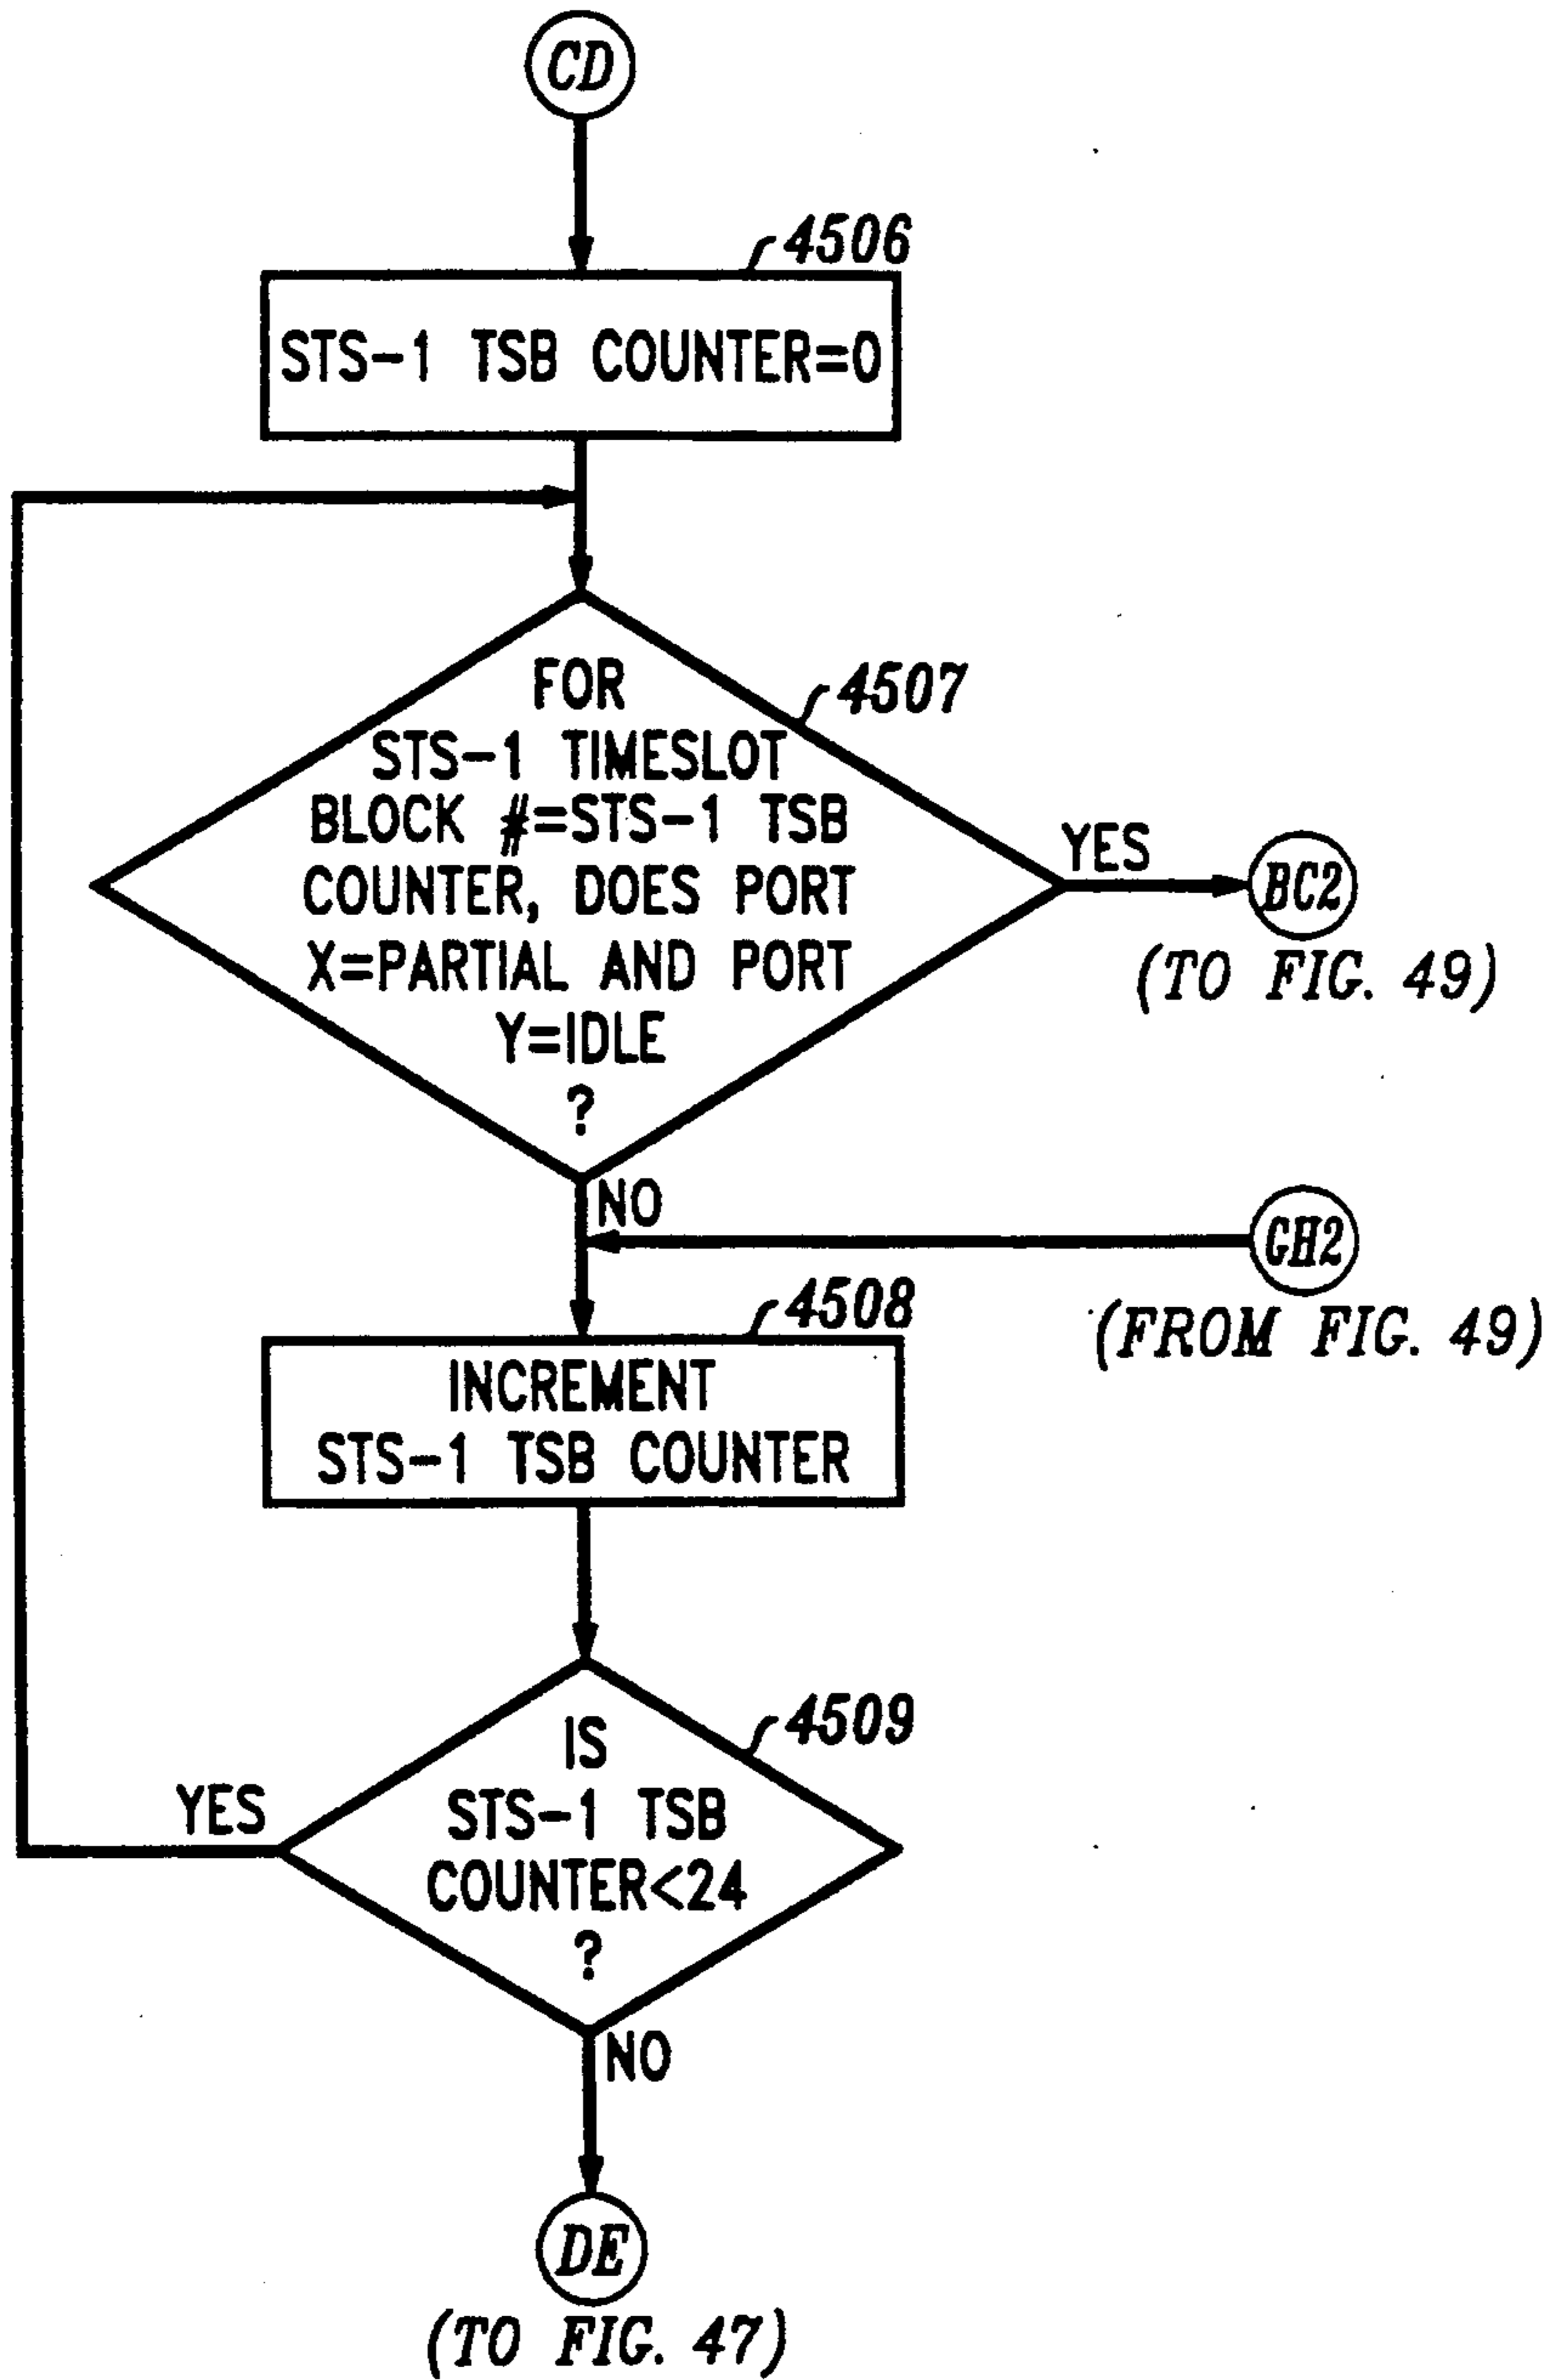 CD
4506
STS-1 TSB COUNTER=0
4507
FOR
STS-1 TIMESLOT
BLOCK #=STS-1 TSB
COUNTER, DOES PORT
X=PARTIAL AND PORT
Y=IDLE
?
YES
BC2
(TO FIG. 49)
NO
GH2
(FROM FIG. 49)
4508
INCREMENT
STS-1 TSB COUNTER
4509
IS
STS-1 TSB
COUNTER<24
?
YES
NO
DE
(TO FIG. 47)